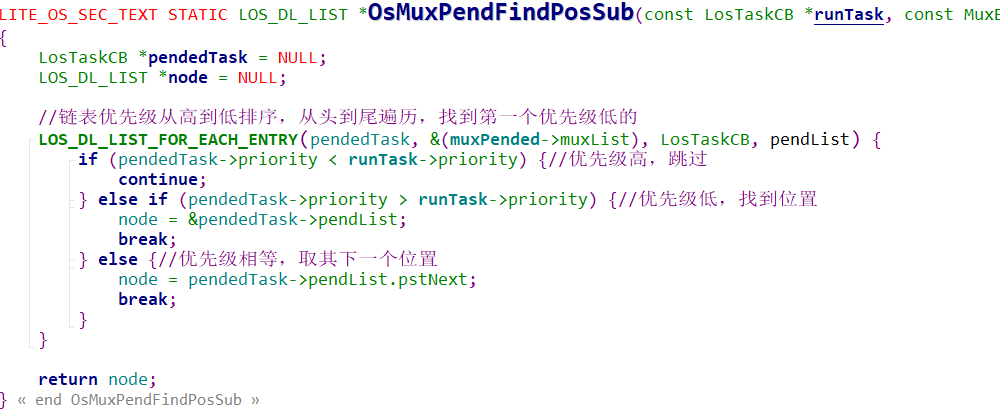 LITE_OS_SEC_TEXT STATIC LOS_DL_LIST *OsMuxPendFindPosSub(const LosTaskCB *runTask, const MuxB
{
    LosTaskCB *pendedTask = NULL;
    LOS_DL_LIST *node = NULL;
    //链表优先级从高到低排序，从头到尾遍历，找到第一个优先级低的
    LOS_DL_LIST_FOR_EACH_ENTRY(pendedTask, &(muxPended->muxList), LosTaskCB, pendList) {
        if (pendedTask->priority < runTask->priority) {//优先级高，跳过
            continue;
        } else if (pendedTask->priority > runTask->priority) {//优先级低，找到位置
            node = &pendedTask->pendList;
            break;
        } else {//优先级相等，取其下一个位置
            node = pendedTask->pendList.pstNext;
            break;
        }
    }
    return node;
} « end OsMuxPendFindPosSub »